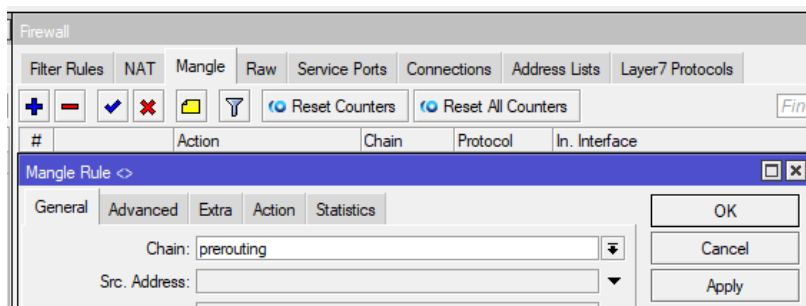 Firewall
Filter Rules NAT Mangle Raw Service Ports Connections Address Lists Layer7 Protocols
Reset Counters Reset All Counters Fin
# Action Chain Protocol In. Interface
Mangle Rule <>
General Advanced Extra Action Statistics OK
Chain: prerouting Cancel
Src. Address: Apply